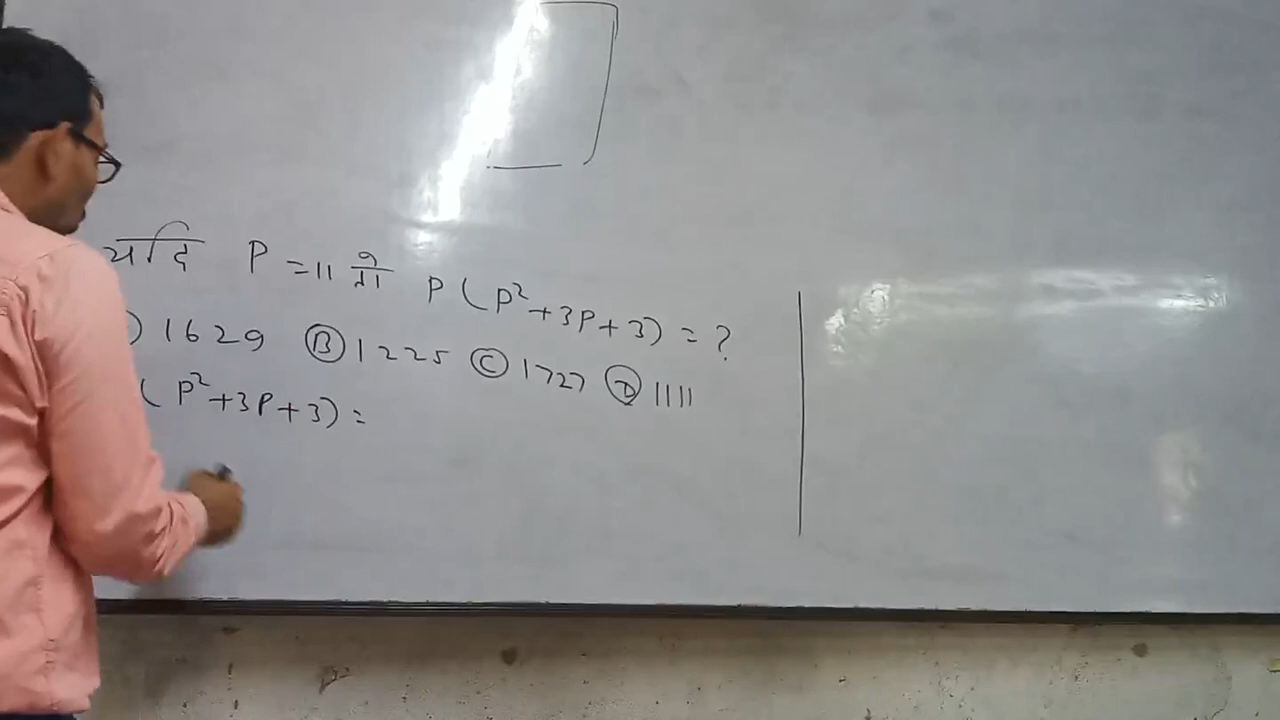 यदि P = 11 तो P ( P² + 3P + 3 ) = ?
) 1629 Ⓑ 1225 Ⓒ 1727 Ⓓ 1111
( P² + 3P + 3 ) =